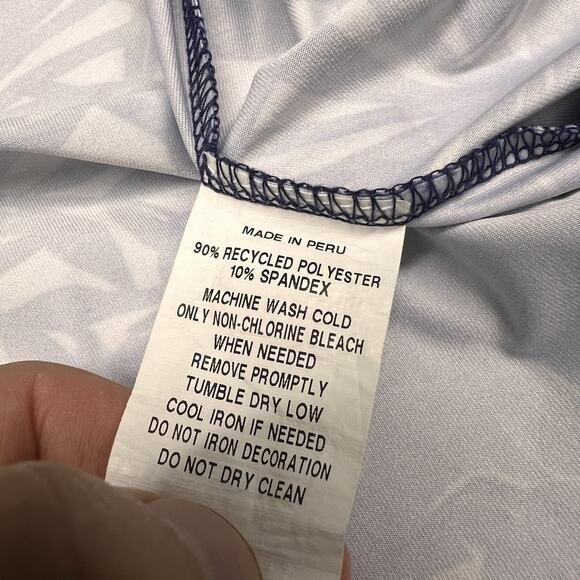 MADE IN PERU
90% RECYCLED POLYESTER
10% SPANDEX
MACHINE WASH COLD
ONLY NON-CHLORINE BLEACH
WHEN NEEDED
REMOVE PROMPTLY
TUMBLE DRY LOW
COOL IRON IF NEEDED
DO NOT IRON DECORATION
DO NOT DRY CLEAN